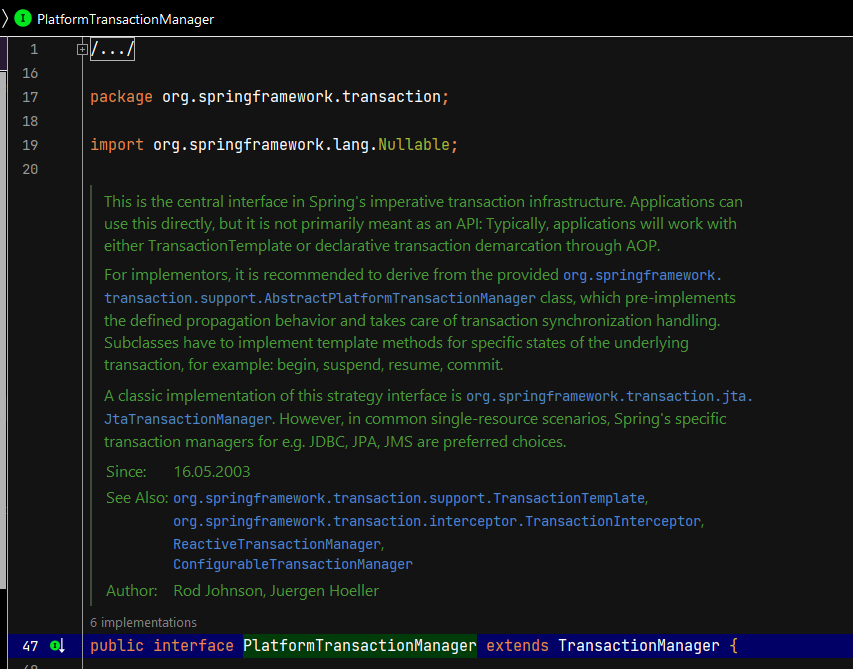 I PlatformTransactionManager
1 /.../
16
17 package org.springframework.transaction;
18
19 import org.springframework.lang.Nullable;
20
This is the central interface in Spring's imperative transaction infrastructure. Applications can
use this directly, but it is not primarily meant as an API: Typically, applications will work with
either TransactionTemplate or declarative transaction demarcation through AOP.
For implementors, it is recommended to derive from the provided org.springframework.
transaction.support.AbstractPlatformTransactionManager class, which pre-implements
the defined propagation behavior and takes care of transaction synchronization handling.
Subclasses have to implement template methods for specific states of the underlying
transaction, for example: begin, suspend, resume, commit.
A classic implementation of this strategy interface is org.springframework.transaction.jta.
JtaTransactionManager. However, in common single-resource scenarios, Spring's specific
transaction managers for e.g. JDBC, JPA, JMS are preferred choices.
Since: 16.05.2003
See Also: org.springframework.transaction.support.TransactionTemplate,
org.springframework.transaction.interceptor.TransactionInterceptor,
ReactiveTransactionManager,
ConfigurableTransactionManager
Author: Rod Johnson, Juergen Hoeller
6 implementations
47 public interface PlatformTransactionManager extends TransactionManager {